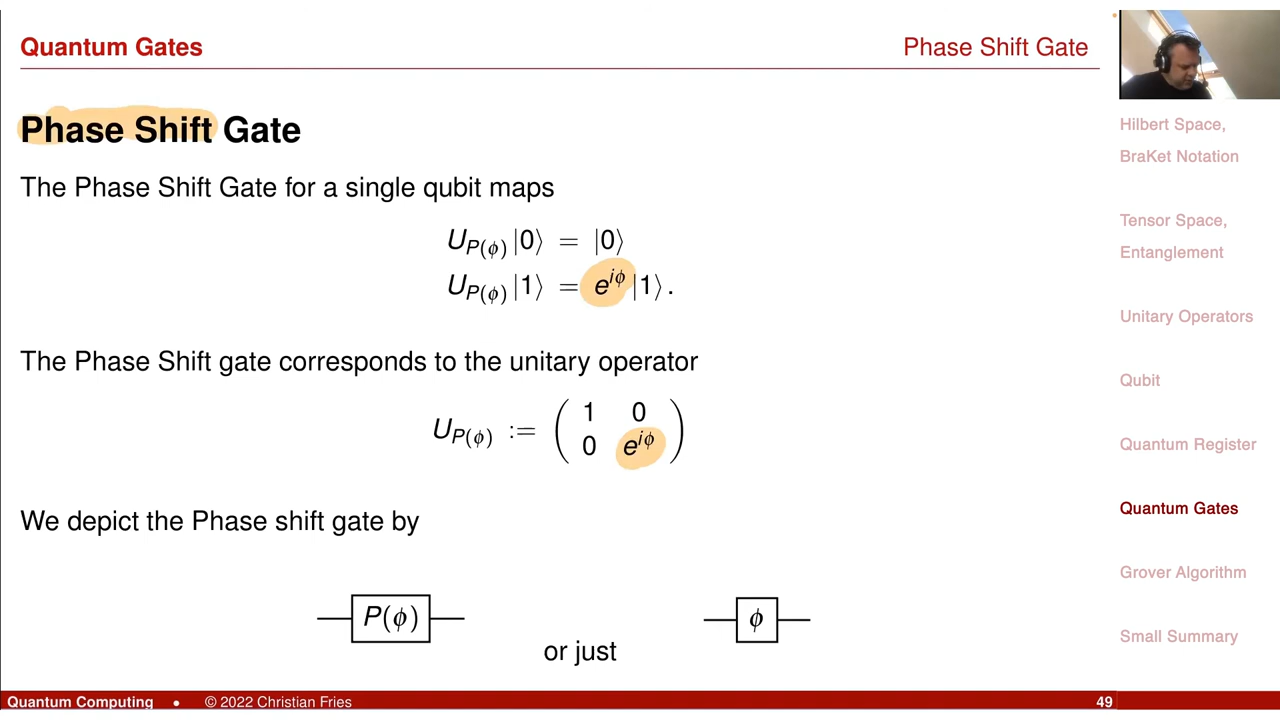 Quantum Gates
Phase Shift Gate
Phase Shift Gate
The Phase Shift Gate for a single qubit maps
U_{P(ϕ)} |0⟩ = |0⟩
U_{P(ϕ)} |1⟩ = e^{iϕ} |1⟩.
The Phase Shift gate corresponds to the unitary operator
U_{P(ϕ)} := ( 1 0
0 e^{iϕ} )
We depict the Phase shift gate by
P(ϕ)
or just
ϕ
Hilbert Space,
BraKet Notation
Tensor Space,
Entanglement
Unitary Operators
Qubit
Quantum Register
Quantum Gates
Grover Algorithm
Small Summary
Quantum Computing • © 2022 Christian Fries 49